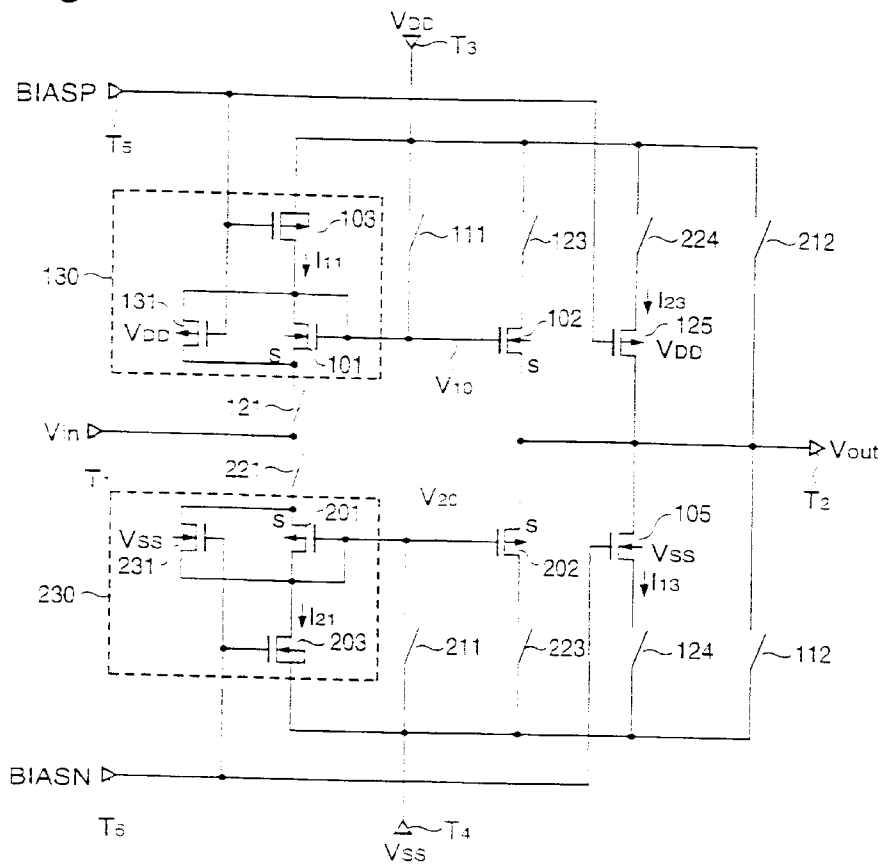 VDD
T3
BIASP
T5
103
111
123
224
212
I11
130
131
I23
102
125
VDD
VDD
S
101
V10
S
121
Vin
Vout
221
T1
T2
V20
S
201
S
105
VSS
VSS
231
202
230
I13
I21
203
211
223
124
112
BIASN
T6
T4
VSS